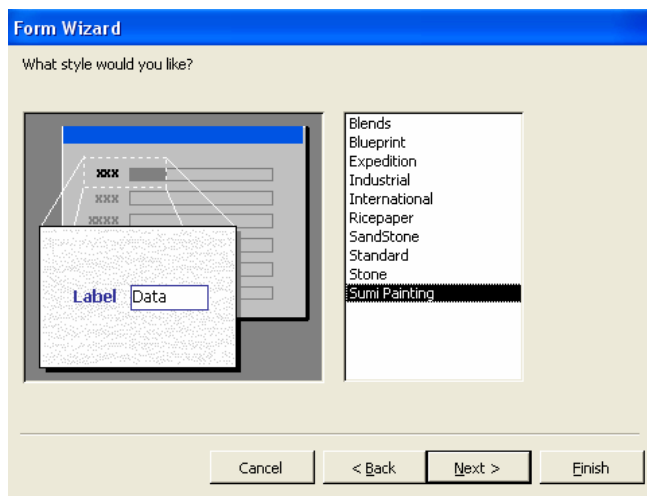 Form Wizard
What style would you like?
xxx
xxx
xxxx
Label Data
Blends
Blueprint
Expedition
Industrial
International
Ricepaper
SandStone
Standard
Stone
Sumi Painting
Cancel < Back Next > Finish